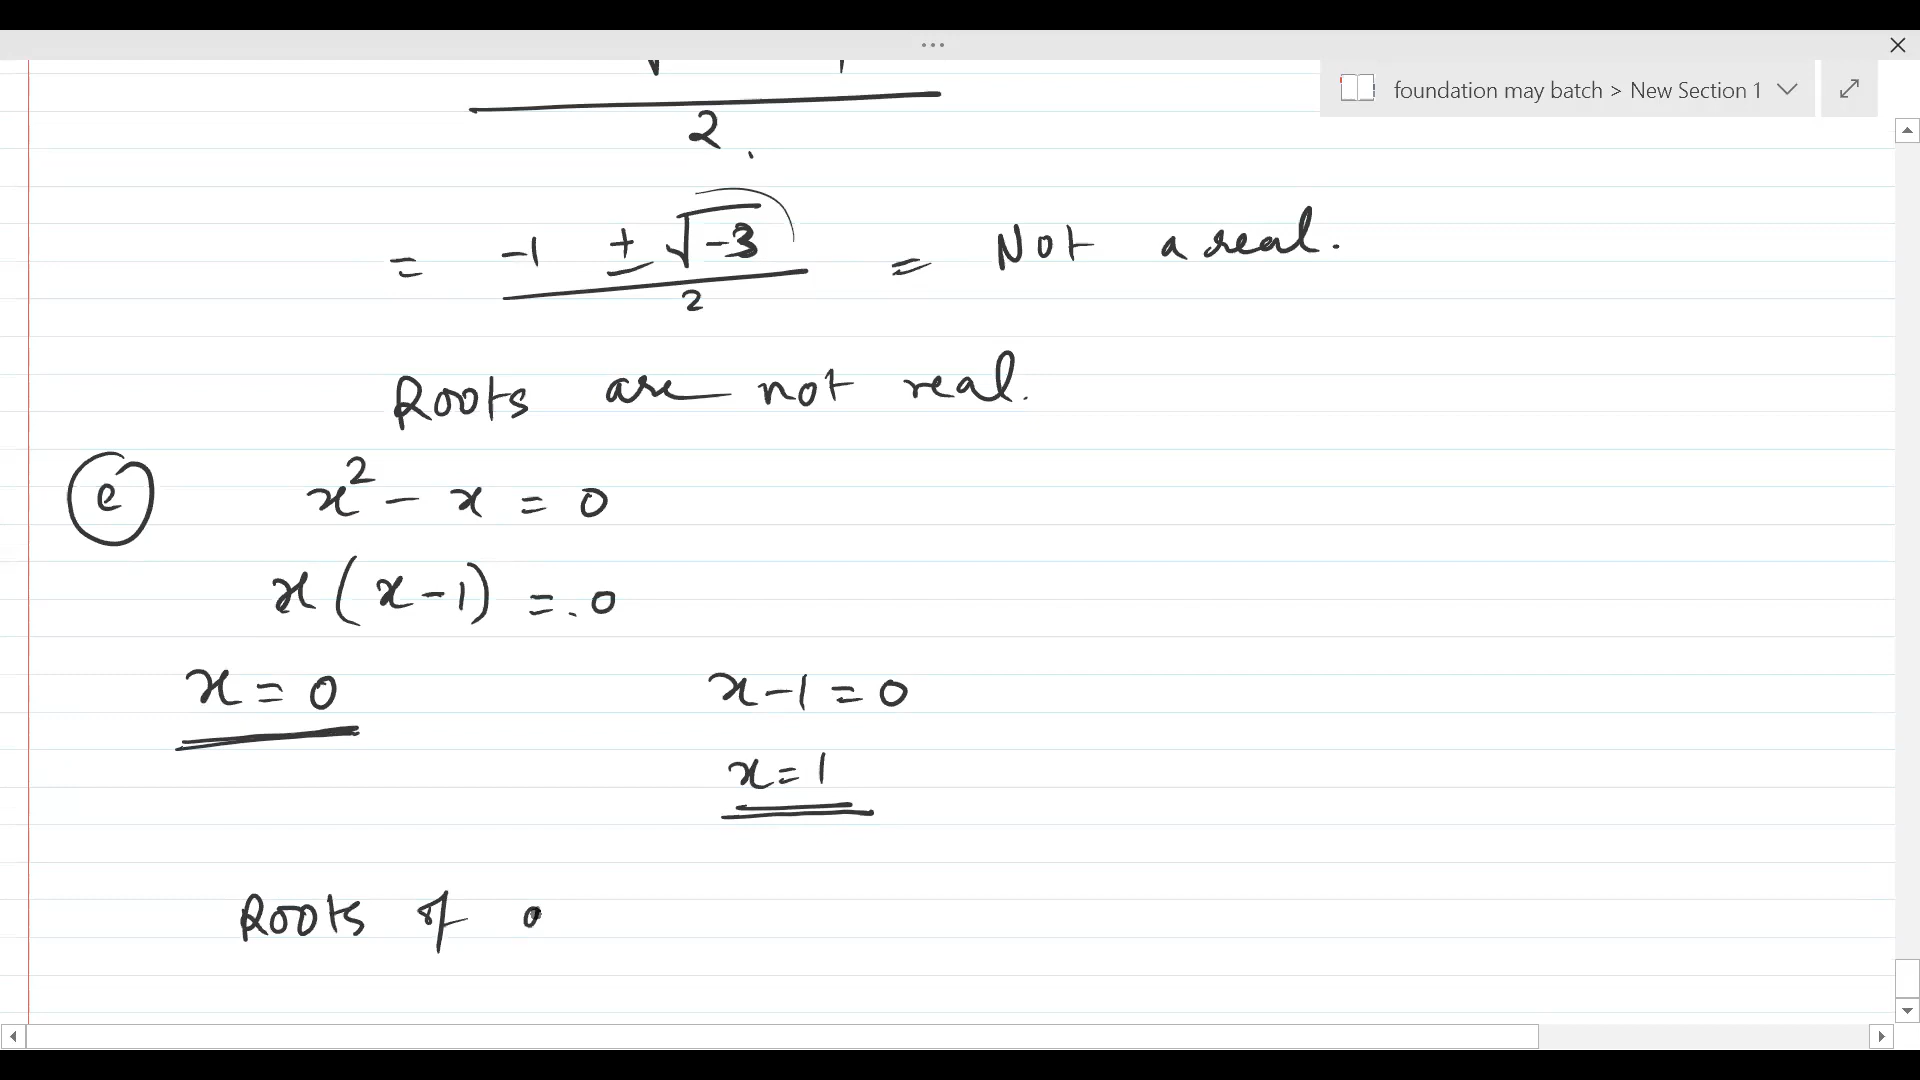 foundation may batch > New Section 1
2
= -1 ± √-3 / 2 = Not a real.
Roots are not real.
e x² - x = 0
x(x-1) = 0
x = 0 x-1 = 0
x = 1
Roots of